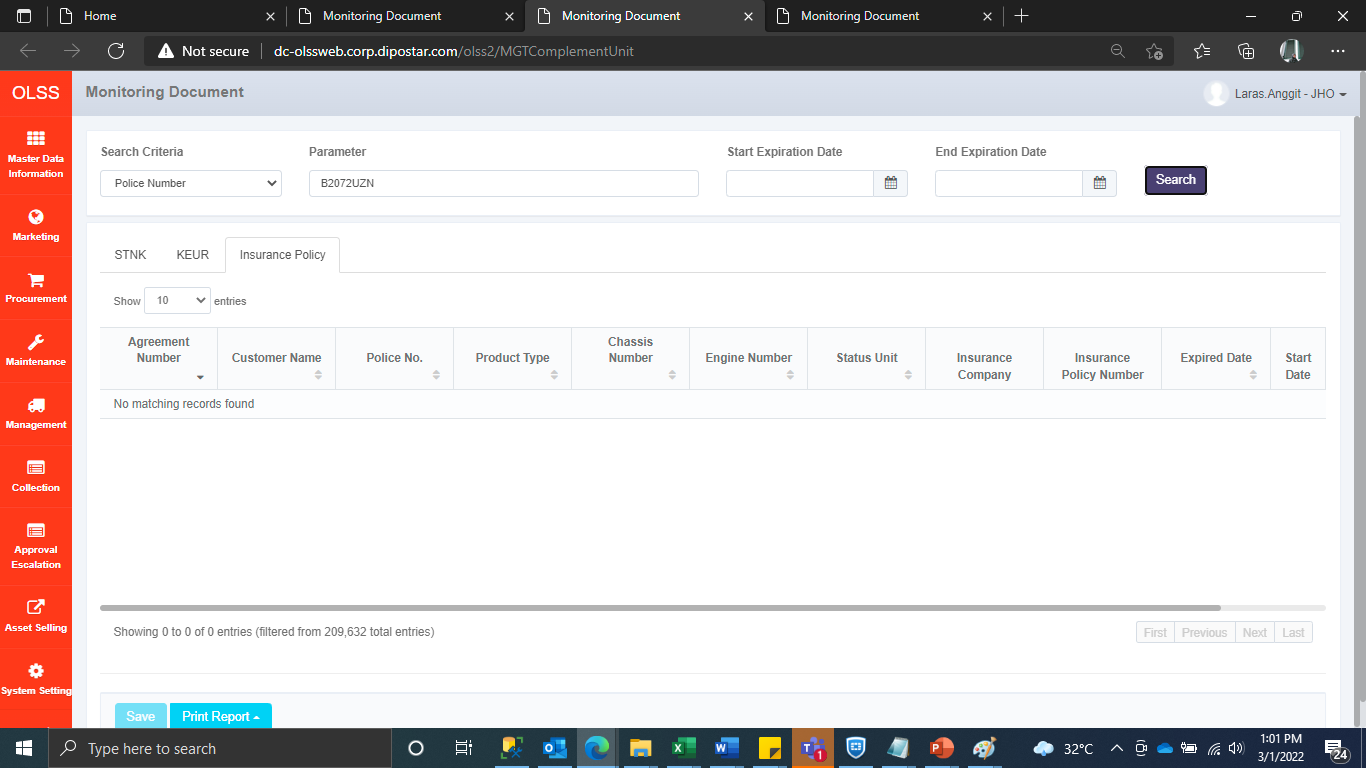 Home
Monitoring Document
Monitoring Document
Monitoring Document
Not secure
dc-olssweb.corp.dipostar.com/olss2/MGTComplementUnit
OLSS
Monitoring Document
Laras.Anggit - JHO
Master Data
Information
Marketing
Procurement
Maintenance
Management
Collection
Approval
Escalation
Asset Selling
System Setting
Search Criteria
Parameter
Start Expiration Date
End Expiration Date
Police Number
B2072UZN
Search
STNK
KEUR
Insurance Policy
Show 10 entries
Agreement
Number
Customer Name
Police No.
Product Type
Chassis
Number
Engine Number
Status Unit
Insurance
Company
Insurance
Policy Number
Expired Date
Start
Date
No matching records found
Showing 0 to 0 of 0 entries (filtered from 209,632 total entries)
First
Previous
Next
Last
Save
Print Report
Type here to search
1
32°C
1:01 PM
3/1/2022
24